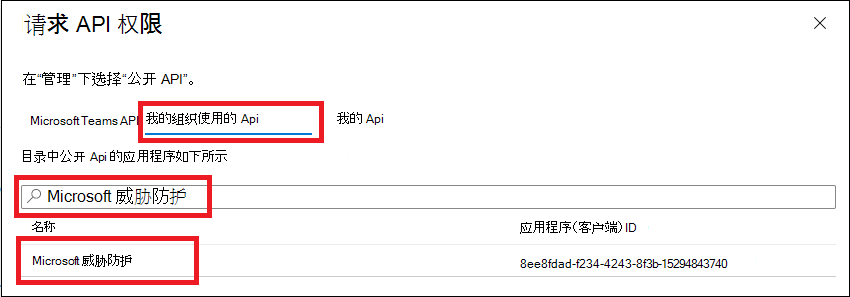 请求 API 权限
在“管理”下选择“公开 API”。
Microsoft Teams API 我的组织使用的 Api 我的 Api
目录中公开 Api 的应用程序如下所示
Microsoft 威胁防护
名称 应用程序(客户端) ID
Microsoft 威胁防护 8ee8fdad-f234-4243-8f3b-15294843740